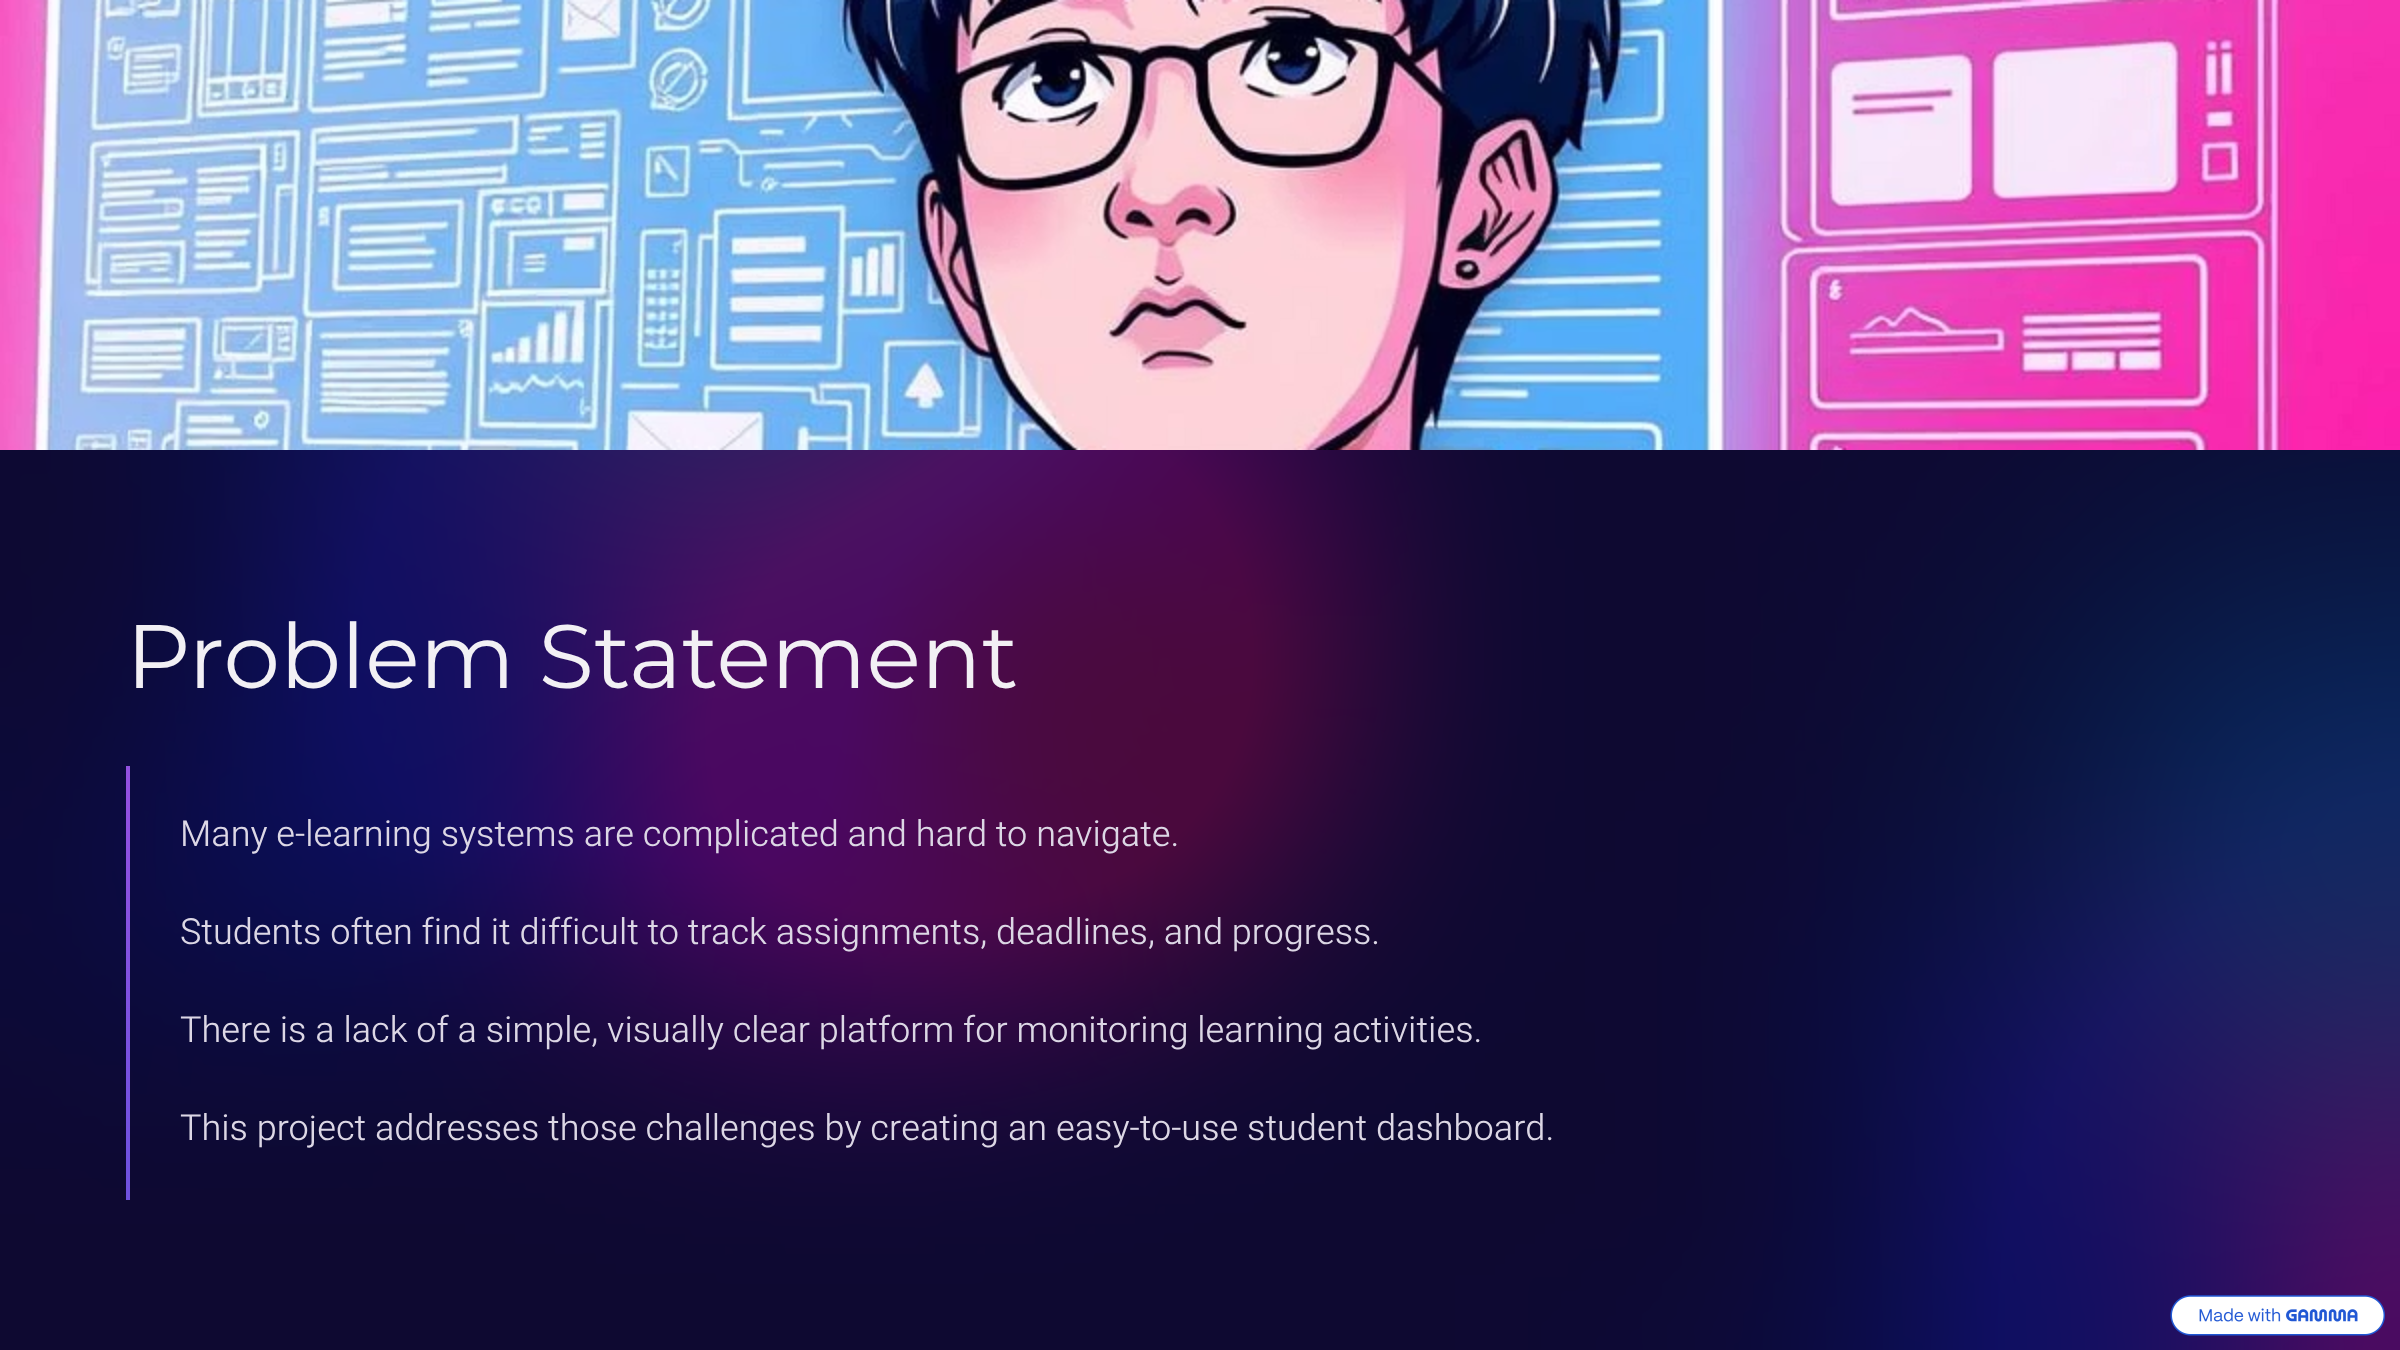 Problem Statement
Many e-learning systems are complicated and hard to navigate.
Students often find it difficult to track assignments, deadlines, and progress.
There is a lack of a simple, visually clear platform for monitoring learning activities.
This project addresses those challenges by creating an easy-to-use student dashboard.
Made with GAMMA